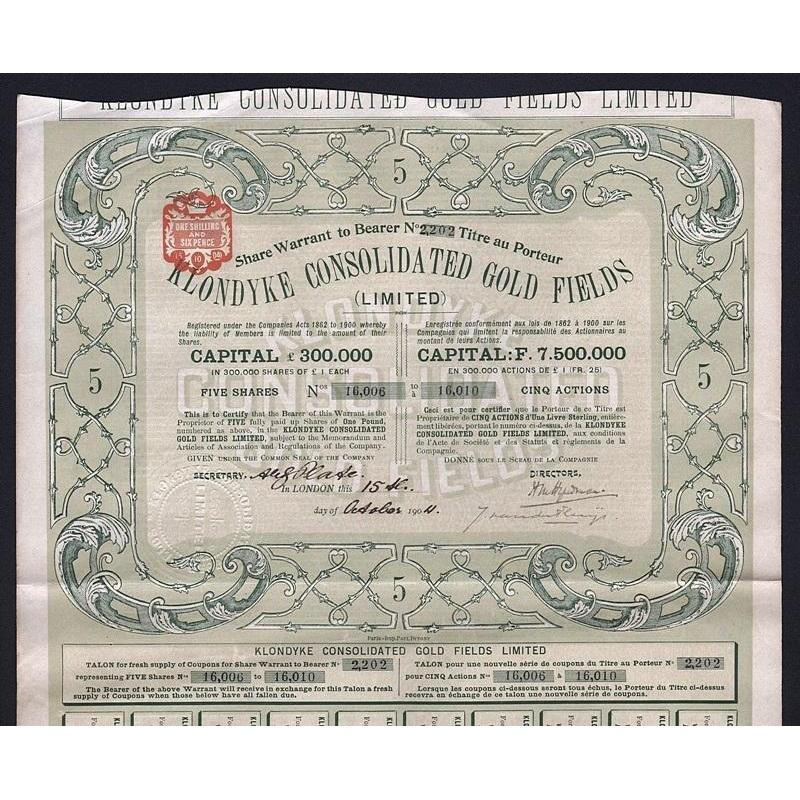 KLONDYKE CONSOLIDATED GOLD FIELDS LIMITED
5
ONE SHILLING
AND
SIX PENCE
Share Warrant to Bearer Nº 2,202 Titre au Porteur
KLONDYKE CONSOLIDATED GOLD FIELDS
(LIMITED)
Registered under the Companies Acts 1862 to 1900 whereby
the liability of Members is limited to the amount of their
Shares.
CAPITAL £ 300.000
IN 300.000 SHARES OF £ 1 EACH
FIVE SHARES Nos 16,006 to
à 16,010 CINQ ACTIONS
Enregistrée conformément aux lois de 1862 à 1900 sur les
Compagnies qui limitent la responsabilité des Actionnaires au
montant de leurs Actions.
CAPITAL: F. 7.500.000
EN 300.000 ACTIONS DE £ 1 (FR. 25)
This is to Certify that the Bearer of this Warrant is the
Proprietor of FIVE fully paid up Shares of One Pound,
numbered as above, in the KLONDYKE CONSOLIDATED
GOLD FIELDS LIMITED, subject to the Memorandum and
Articles of Association and Regulations of the Company.
GIVEN UNDER THE COMMON SEAL OF THE COMPANY
Ceci est pour certifier que le Porteur de ce Titre est
Propriétaire de CINQ ACTIONS d'Une Livre Sterling, entière-
ment libérées, portant le numéro ci-dessus, de la KLONDYKE
CONSOLIDATED GOLD FIELDS LIMITED, aux conditions
de l'Acte de Société et des Statuts et règlements de la
Compagnie.
DONNÉ SOUS LE SCEAU DE LA COMPAGNIE
SECRETARY.
DIRECTORS.
In LONDON this 15th
day of October 1904.
5
5
5
Paris-Imp. Paul Dupont
KLONDYKE CONSOLIDATED GOLD FIELDS LIMITED
TALON for fresh supply of Coupons for Share Warrant to Bearer Nº 2,202
representing FIVE Shares Nos 16,006 to 16,010
The Bearer of the above Warrant will receive in exchange for this Talon a fresh
supply of Coupons when those below have all fallen due.
TALON pour une nouvelle série de coupons du Titre au Porteur Nº 2,202
pour CINQ Actions Nos 16,006 à 16,010
Lorsque les coupons ci-dessous seront tous échus, le Porteur du Titre ci-dessus
recevra en échange de ce talon une nouvelle série de coupons.